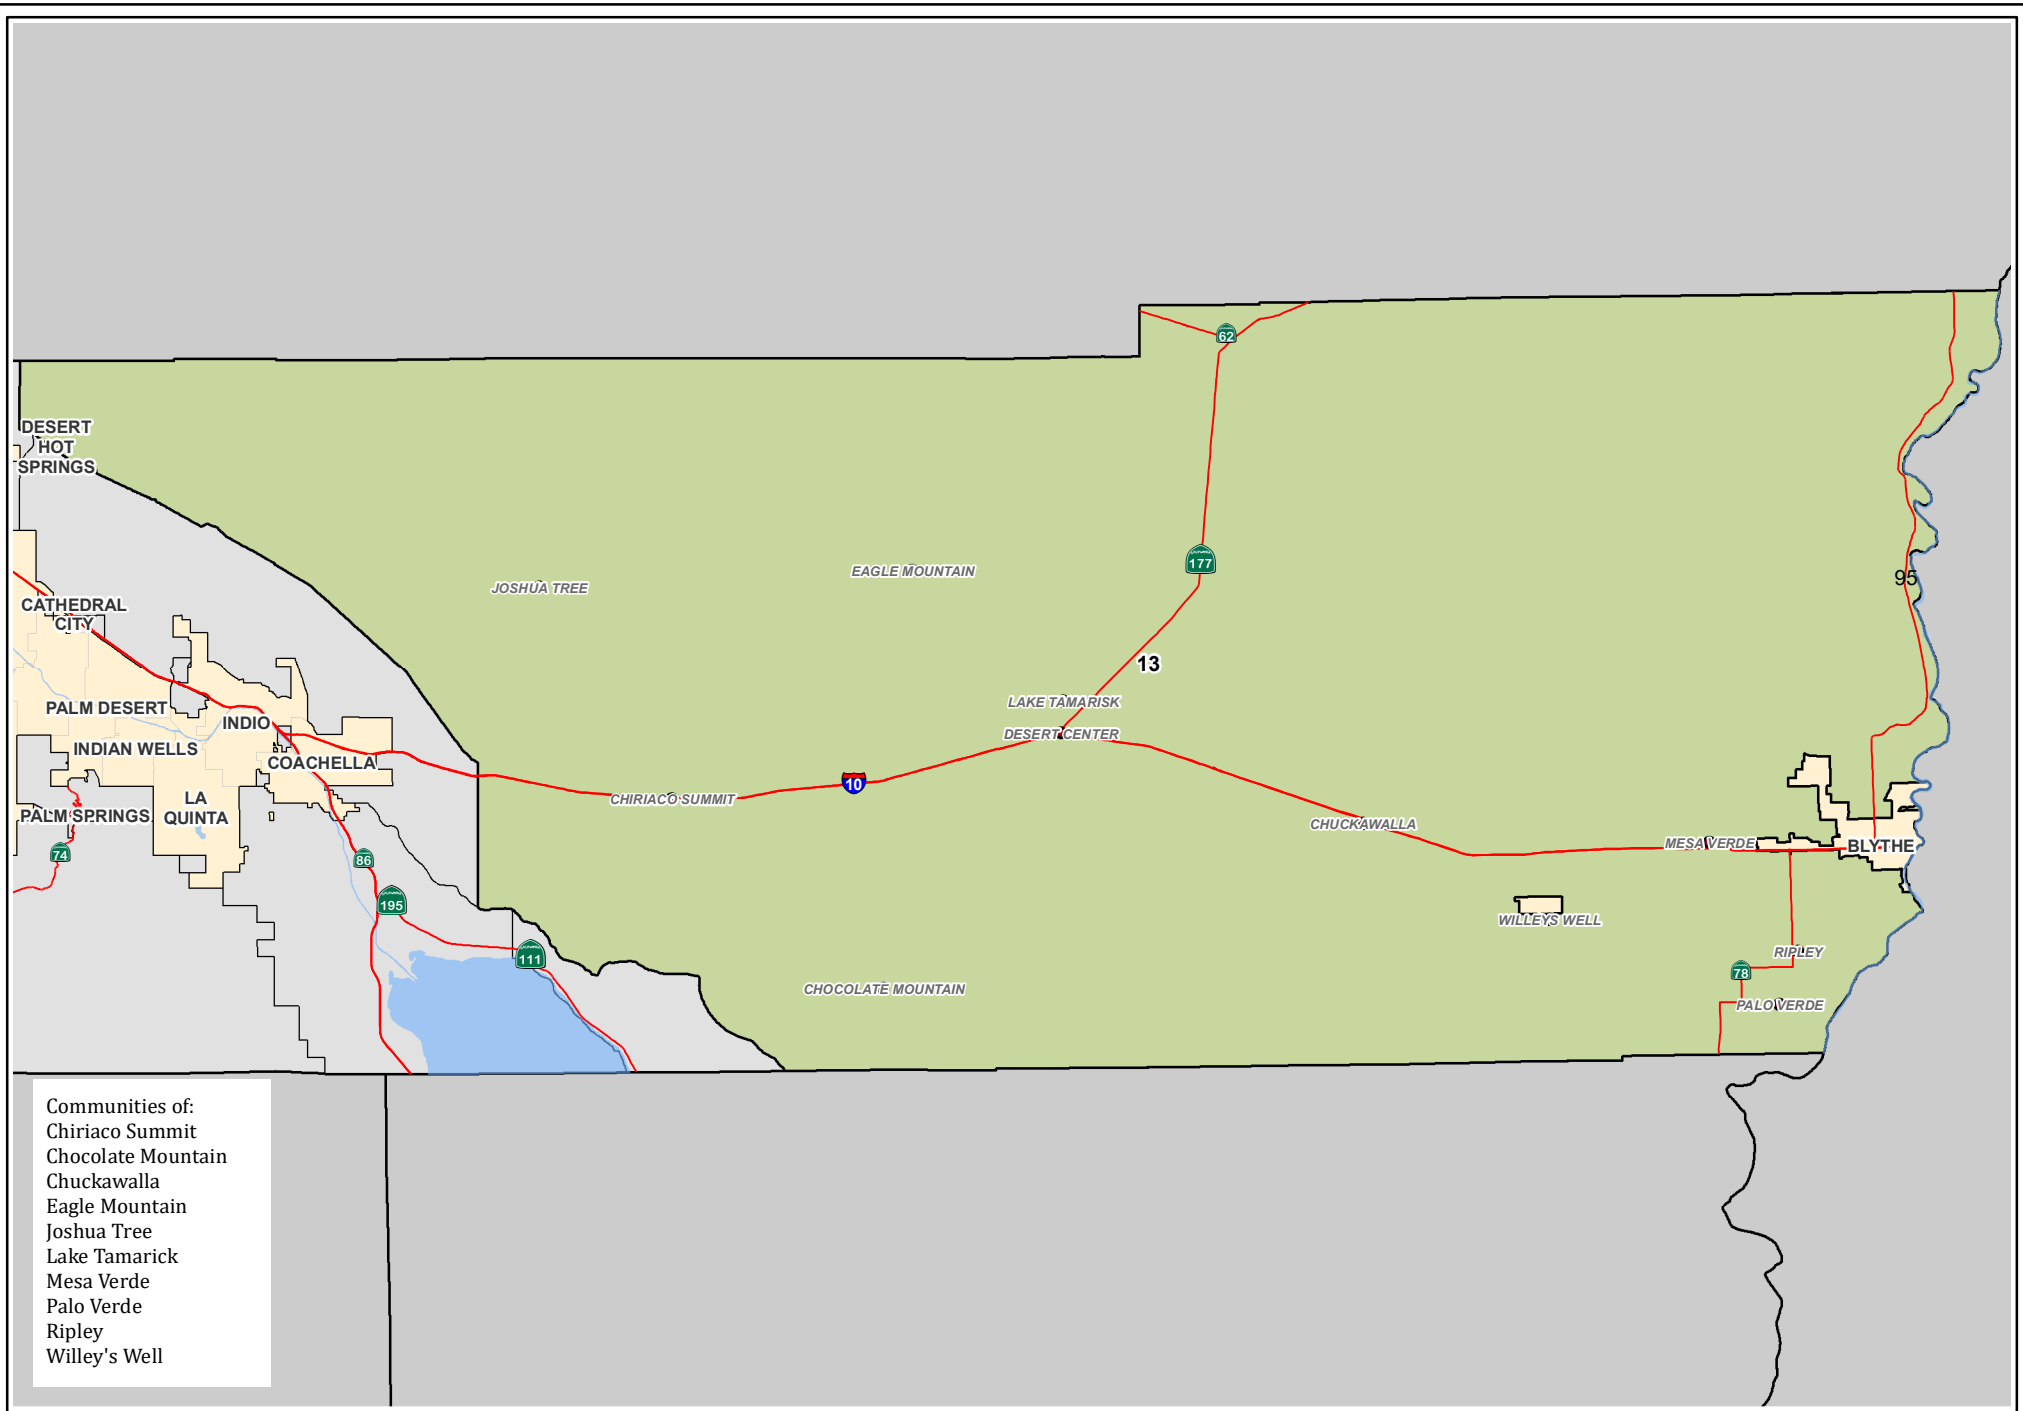 62
DESERT
HOT
SPRINGS
177
EAGLE MOUNTAIN
JOSHUA TREE
95
CATHEDRAL
CITY
13
LAKE TAMARISK
PALM DESERT
INDIO
DESERT CENTER
INDIAN WELLS
COACHELLA
10
CHIRIACO SUMMIT
LA
QUINTA
PALM SPRINGS
CHUCKAWALLA
MESA VERDE
BLYTHE
74
86
195
WILLEYS WELL
111
RIPLEY
78
CHOCOLATE MOUNTAIN
PALO VERDE
Communities of:
Chiriaco Summit
Chocolate Mountain
Chuckawalla
Eagle Mountain
Joshua Tree
Lake Tamarick
Mesa Verde
Palo Verde
Ripley
Willey's Well